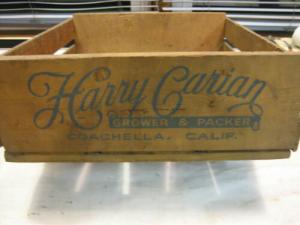 Harry Carian
GROWER & PACKER
COACHELLA, CALIF.